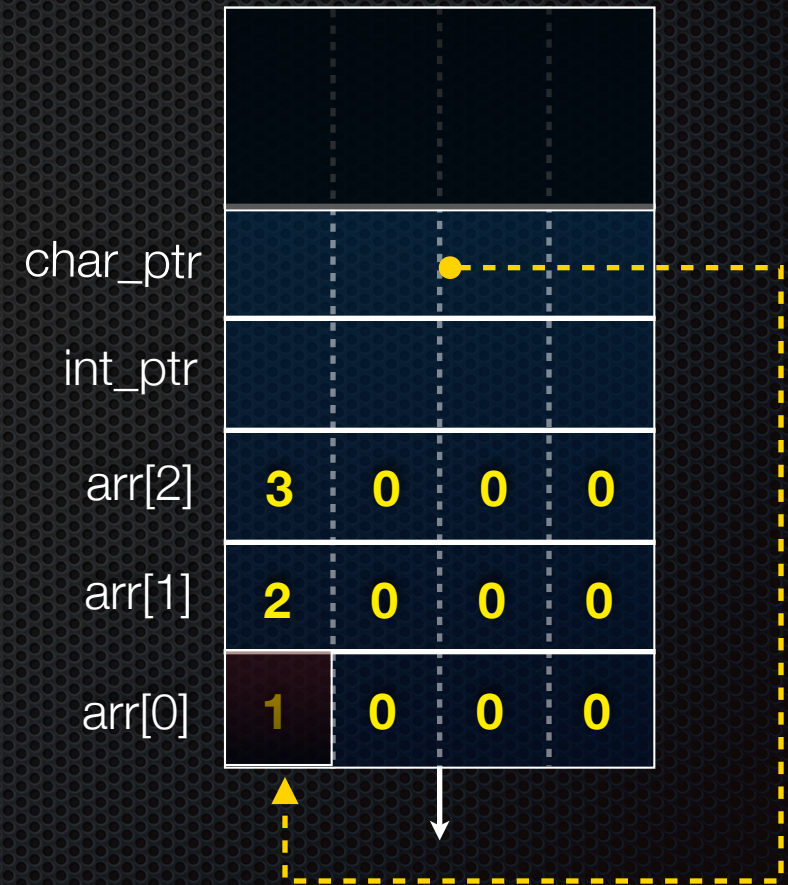 char_ptr
int_ptr
arr[2] 3 0 0 0
arr[1] 2 0 0 0
arr[0] 1 0 0 0